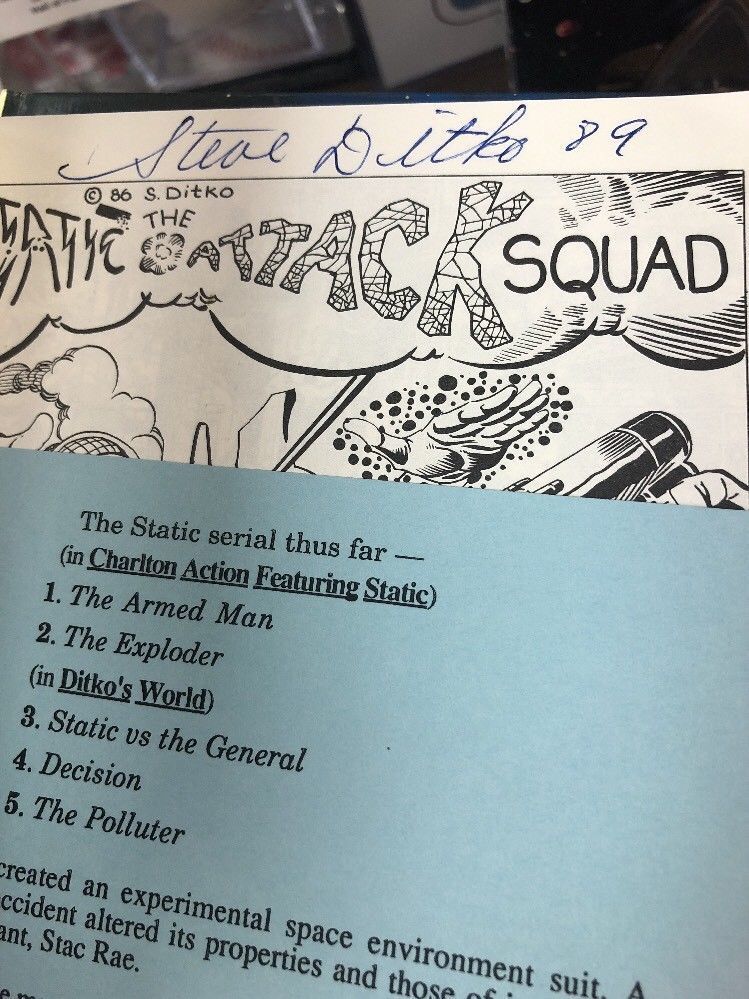 Steve Ditko 89
© 86 S. Ditko
THE ATTACK SQUAD
The Static serial thus far —
(in Charlton Action Featuring Static)
1. The Armed Man
2. The Exploder
(in Ditko's World)
3. Static vs the General
4. Decision
5. The Polluter
created an experimental space environment suit. A
accident altered its properties and those of
ant, Stac Rae.